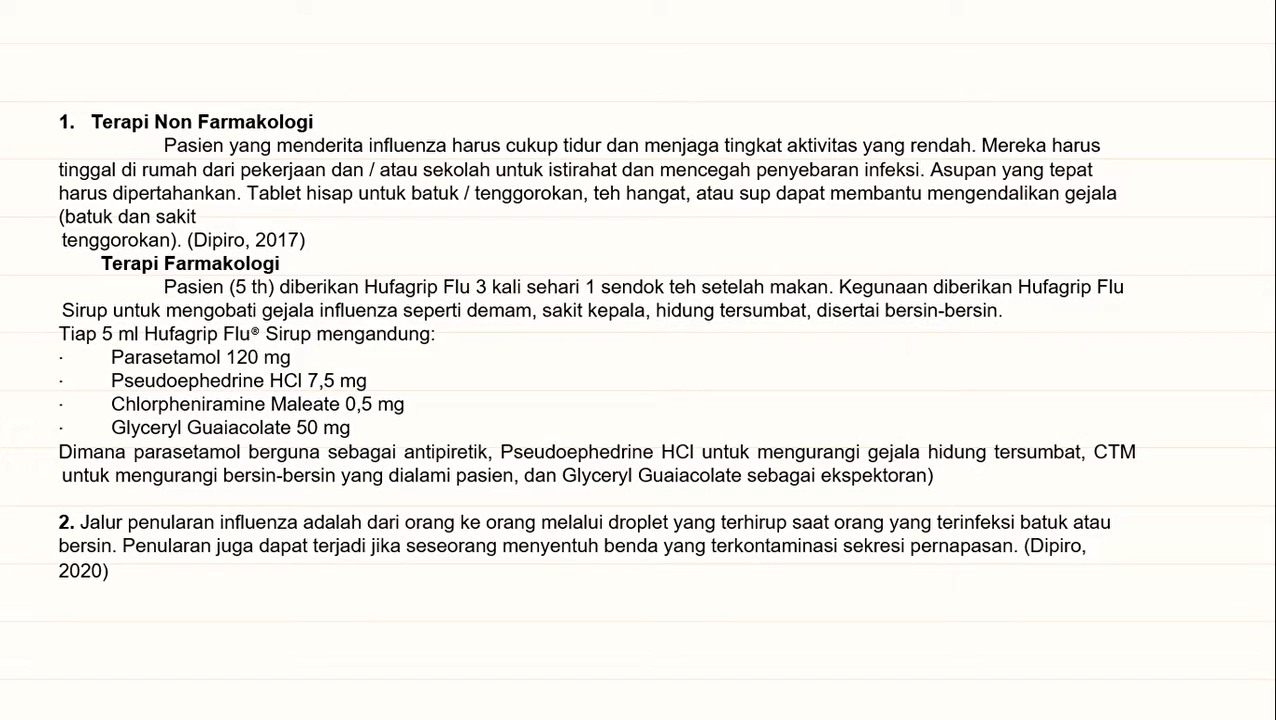 1. Terapi Non Farmakologi
Pasien yang menderita influenza harus cukup tidur dan menjaga tingkat aktivitas yang rendah. Mereka harus
tinggal di rumah dari pekerjaan dan / atau sekolah untuk istirahat dan mencegah penyebaran infeksi. Asupan yang tepat
harus dipertahankan. Tablet hisap untuk batuk / tenggorokan, teh hangat, atau sup dapat membantu mengendalikan gejala
(batuk dan sakit
tenggorokan). (Dipiro, 2017)
Terapi Farmakologi
Pasien (5 th) diberikan Hufagrip Flu 3 kali sehari 1 sendok teh setelah makan. Kegunaan diberikan Hufagrip Flu
Sirup untuk mengobati gejala influenza seperti demam, sakit kepala, hidung tersumbat, disertai bersin-bersin.
Tiap 5 ml Hufagrip Flu® Sirup mengandung:
· Parasetamol 120 mg
· Pseudoephedrine HCl 7,5 mg
· Chlorpheniramine Maleate 0,5 mg
· Glyceryl Guaiacolate 50 mg
Dimana parasetamol berguna sebagai antipiretik, Pseudoephedrine HCl untuk mengurangi gejala hidung tersumbat, CTM
untuk mengurangi bersin-bersin yang dialami pasien, dan Glyceryl Guaiacolate sebagai ekspektoran)
2. Jalur penularan influenza adalah dari orang ke orang melalui droplet yang terhirup saat orang yang terinfeksi batuk atau
bersin. Penularan juga dapat terjadi jika seseorang menyentuh benda yang terkontaminasi sekresi pernapasan. (Dipiro,
2020)